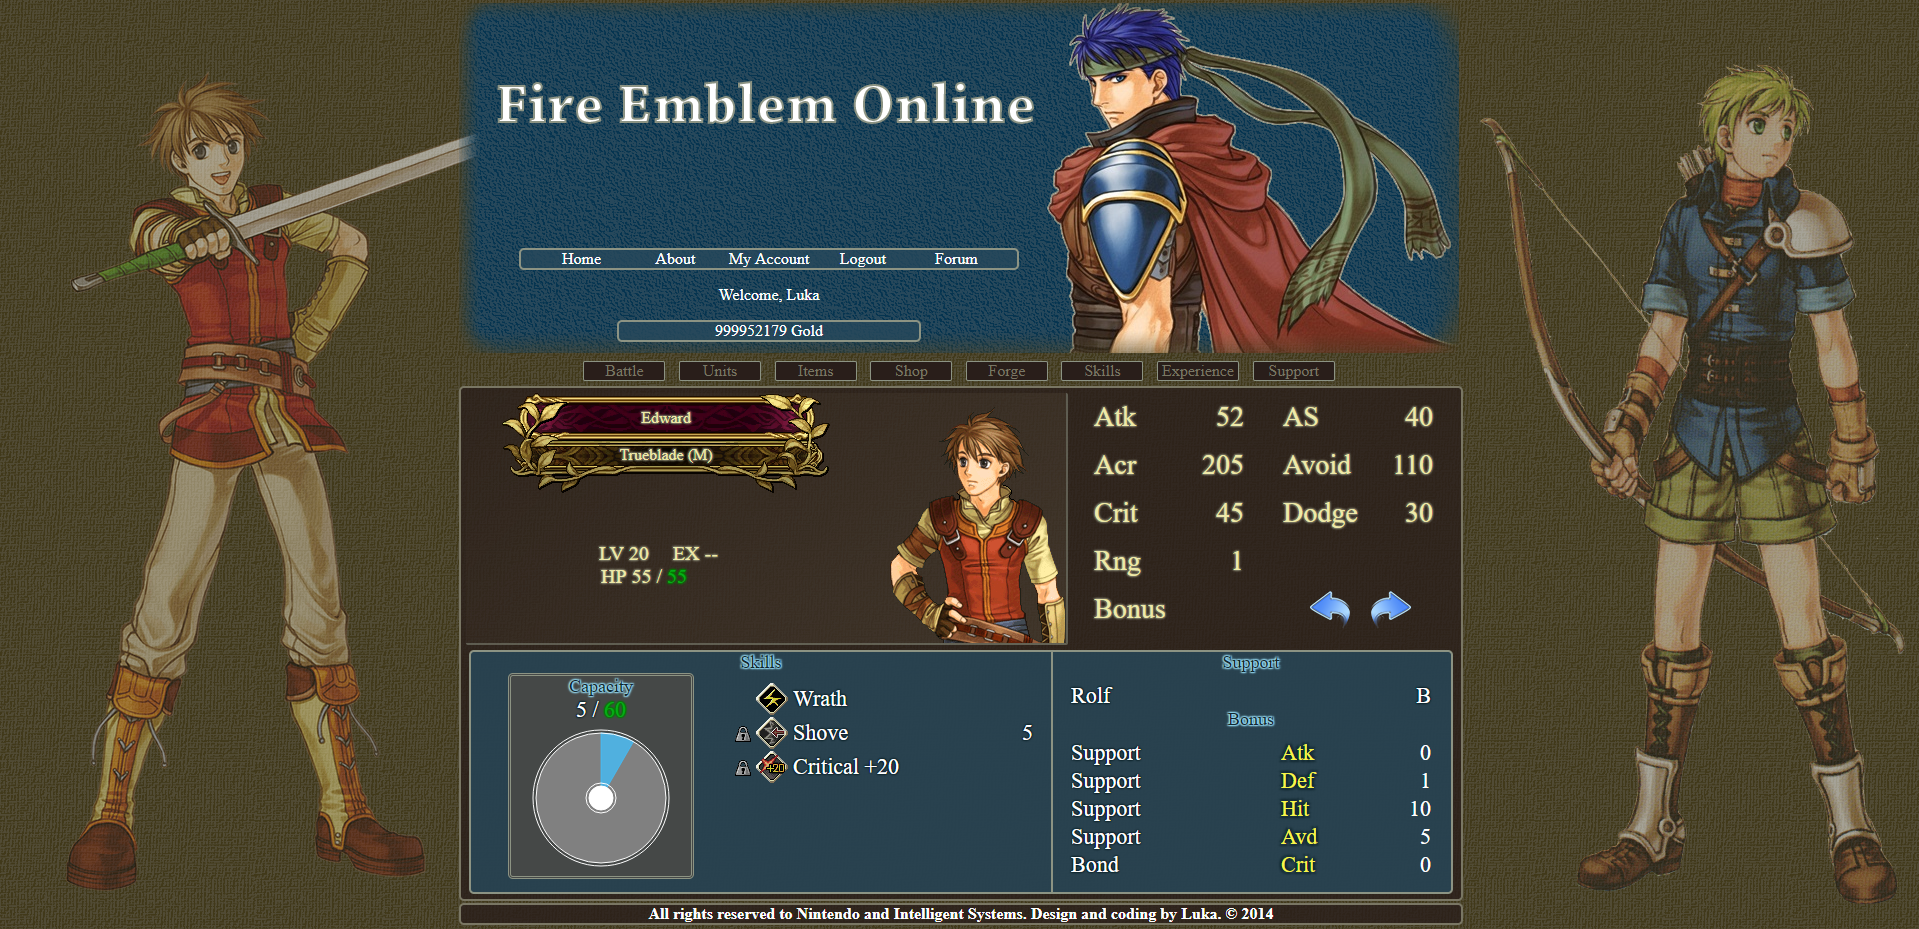 Fire Emblem Online
Home About My Account Logout Forum
Welcome, Luka
999952179 Gold
Battle Units Items Shop Forge Skills Experience Support
Edward
Trueblade (M)
LV 20 EX --
HP 55 / 55
Atk 52 AS 40
Acr 205 Avoid 110
Crit 45 Dodge 30
Rng 1
Bonus
Skills
Capacity
5 / 60
Wrath
Shove 5
+20 Critical +20
Support
Rolf B
Bonus
Support Atk 0
Support Def 1
Support Hit 10
Support Avd 5
Bond Crit 0
All rights reserved to Nintendo and Intelligent Systems. Design and coding by Luka. © 2014